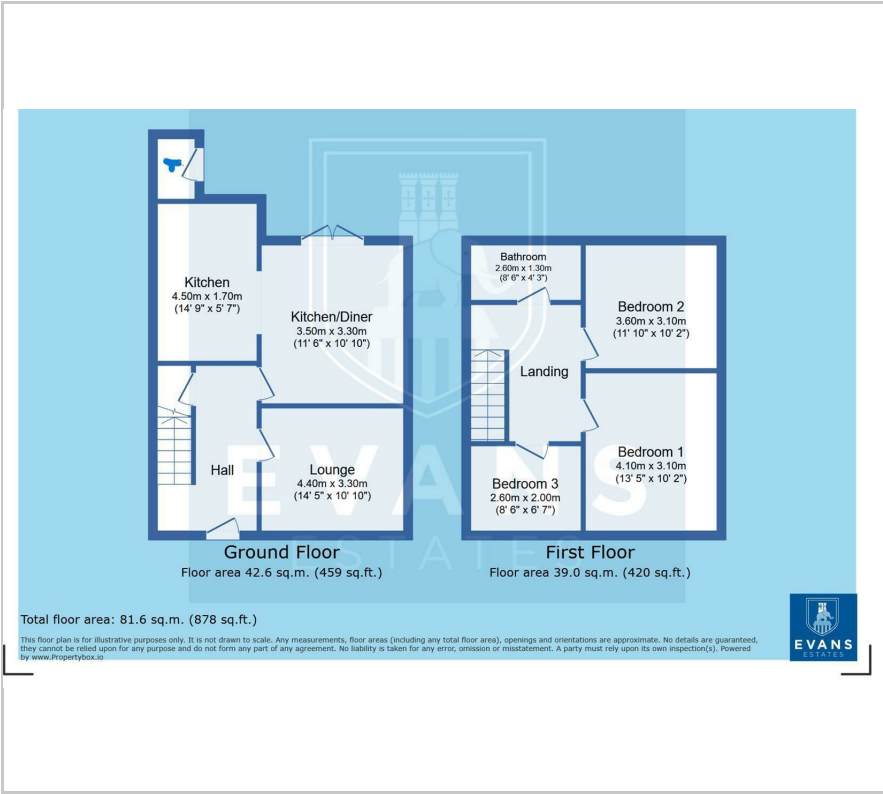 Kitchen
4.50m x 1.70m
(14' 9" x 5' 7")
Kitchen/Diner
3.50m x 3.30m
(11' 6" x 10' 10")
Hall
Lounge
4.40m x 3.30m
(14' 5" x 10' 10")
Bathroom
2.60m x 1.30m
(8' 6" x 4' 3")
Bedroom 2
3.60m x 3.10m
(11' 10" x 10' 2")
Landing
Bedroom 1
4.10m x 3.10m
(13' 5" x 10' 2")
Bedroom 3
2.60m x 2.00m
(8' 6" x 6' 7")
EVANS
ESTATES
Ground Floor
Floor area 42.6 sq.m. (459 sq.ft.)
First Floor
Floor area 39.0 sq.m. (420 sq.ft.)
Total floor area: 81.6 sq.m. (878 sq.ft.)
This floor plan is for illustrative purposes only. It is not drawn to scale. Any measurements, floor areas (including any total floor area), openings and orientations are approximate. No details are guaranteed,
they cannot be relied upon for any purpose and do not form any part of any agreement. No liability is taken for any error, omission or misstatement. A party must rely upon its own inspection(s). Powered
by www.Propertybox.io
EVANS
ESTATES